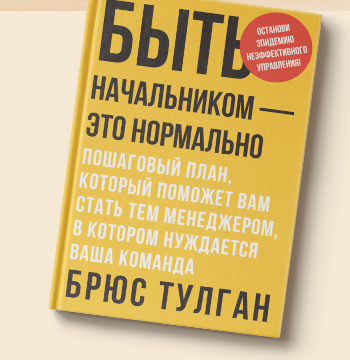 БЫТЬ
ОСТАНОВИ
ЭПИДЕМИЮ
НЕЭФФЕКТИВНОГО
УПРАВЛЕНИЯ!
НАЧАЛЬНИКОМ —
ЭТО НОРМАЛЬНО
ПОШАГОВЫЙ ПЛАН,
КОТОРЫЙ ПОМОЖЕТ ВАМ
СТАТЬ ТЕМ МЕНЕДЖЕРОМ,
В КОТОРОМ НУЖДАЕТСЯ
ВАША КОМАНДА
БРЮС ТУЛГАН